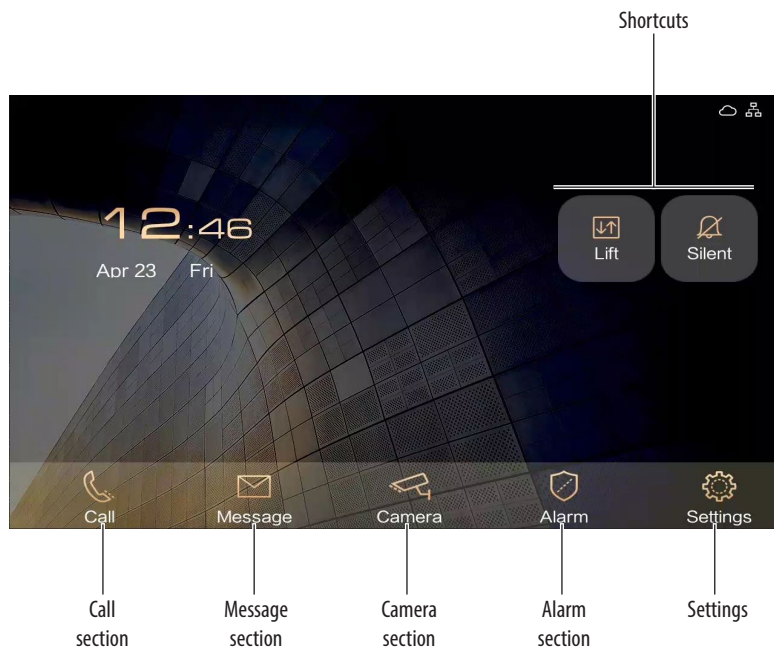 Shortcuts
12:46
Apr 23 Fri
Lift
Silent
Call
Message
Camera
Alarm
Settings
Call
section
Message
section
Camera
section
Alarm
section
Settings